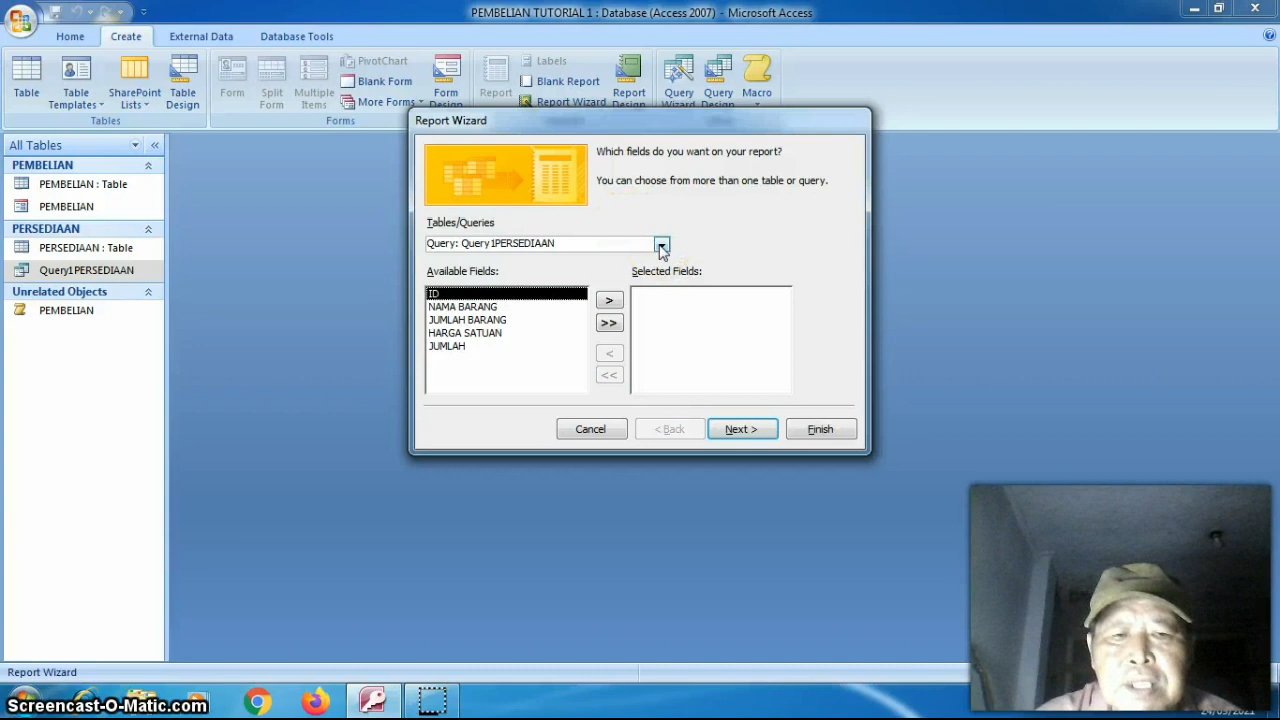 PEMBELIAN TUTORIAL 1 : Database (Access 2007) - Microsoft Access
Home Create External Data Database Tools
Table
Table Templates
SharePoint Lists
Table Design
Tables
Form
Split Form
Multiple Items
PivotChart
Blank Form
More Forms
Form
Forms
Report
Labels
Blank Report
Report Wizard
Report
Query Wizard
Query Design
Macro
All Tables
PEMBELIAN
PEMBELIAN : Table
PEMBELIAN
PERSEDIAAN
PERSEDIAAN : Table
Query1PERSEDIAAN
Unrelated Objects
PEMBELIAN
Report Wizard
Which fields do you want on your report?
You can choose from more than one table or query.
Tables/Queries
Query: Query1PERSEDIAAN
Available Fields: Selected Fields:
ID
NAMA BARANG
JUMLAH BARANG
HARGA SATUAN
JUMLAH
>
>>
<
<<
Cancel < Back Next > Finish
Report Wizard
Screencast-O-Matic.com